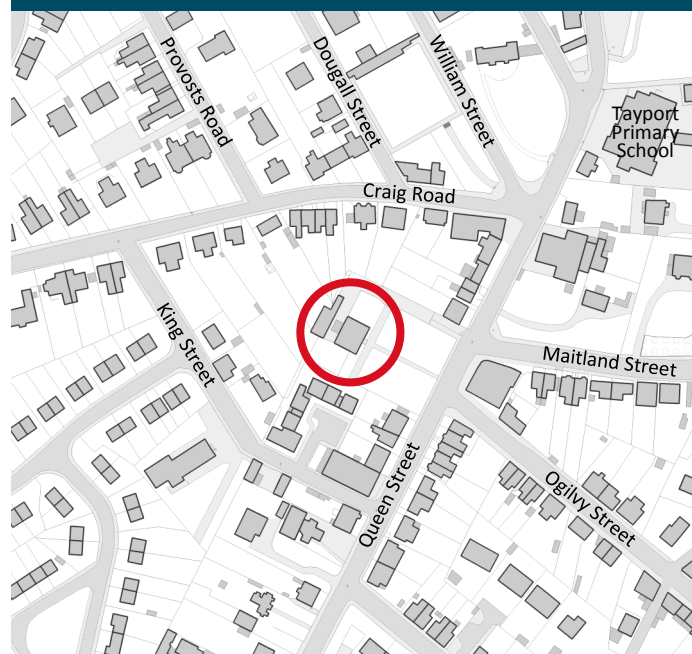 Provosts Road
Dougall Street
William Street
Tayport
Primary
School
Craig Road
King Street
Maitland Street
Queen Street
Ogilvy Street